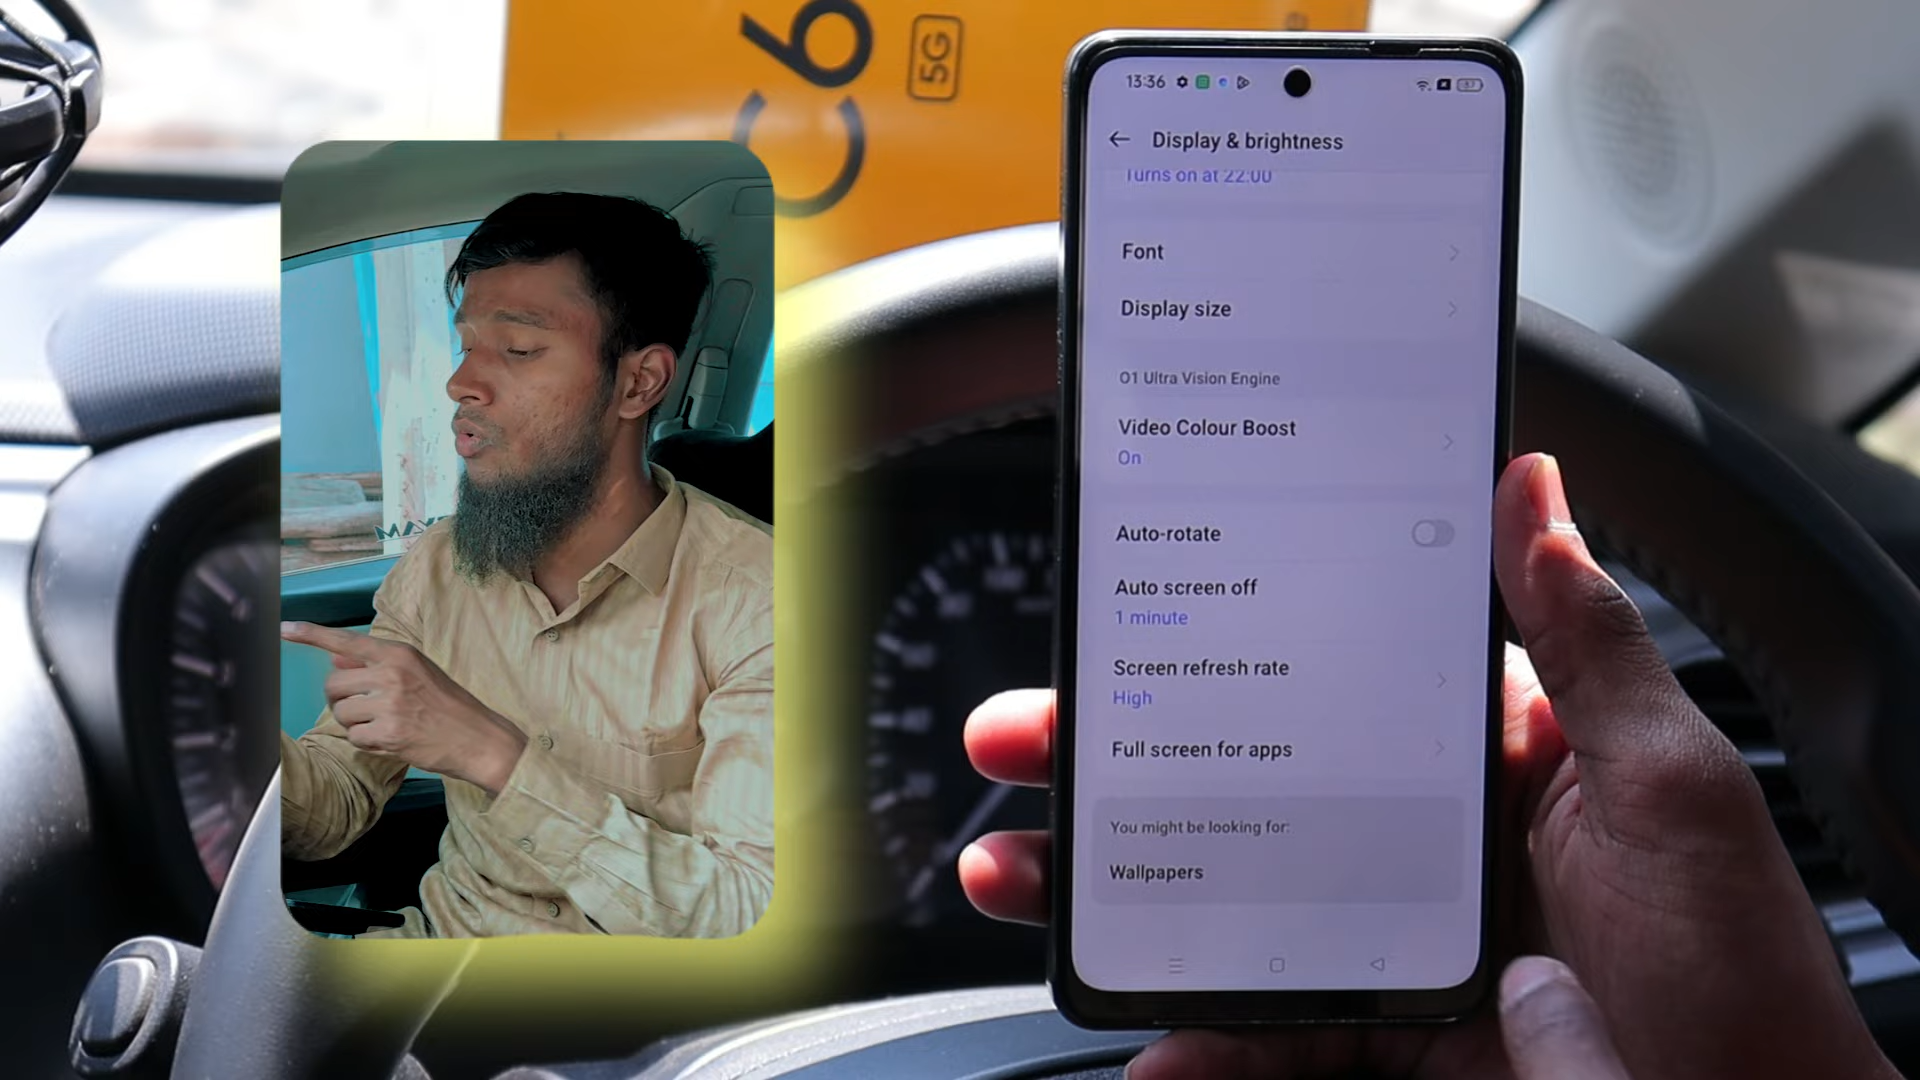 C6
5G
13:36
87
Display & brightness
Turns on at 22:00
Font
Display size
O1 Ultra Vision Engine
Video Colour Boost
On
Auto-rotate
Auto screen off
1 minute
Screen refresh rate
High
Full screen for apps
You might be looking for:
Wallpapers